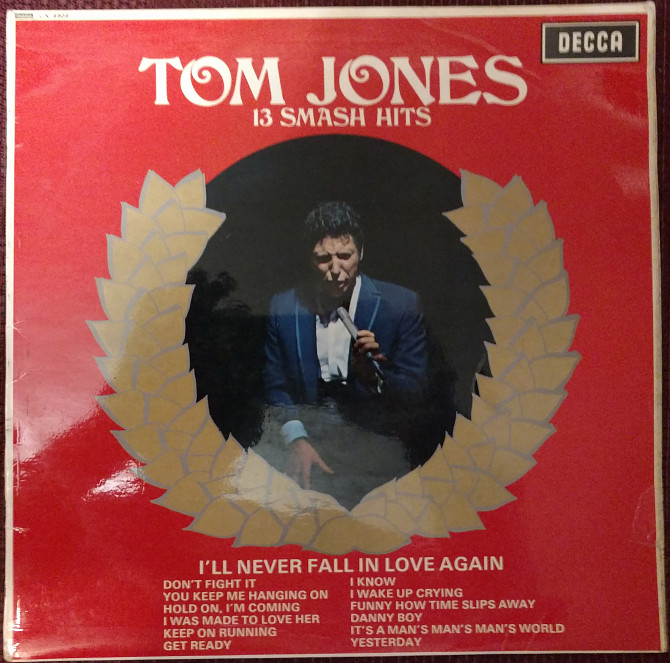 DECCA
TOM JONES
13 SMASH HITS
I'LL NEVER FALL IN LOVE AGAIN
DON'T FIGHT IT
YOU KEEP ME HANGING ON
HOLD ON, I'M COMING
I WAS MADE TO LOVE HER
KEEP ON RUNNING
GET READY
I KNOW
I WAKE UP CRYING
FUNNY HOW TIME SLIPS AWAY
DANNY BOY
IT'S A MAN'S MAN'S MAN'S WORLD
YESTERDAY